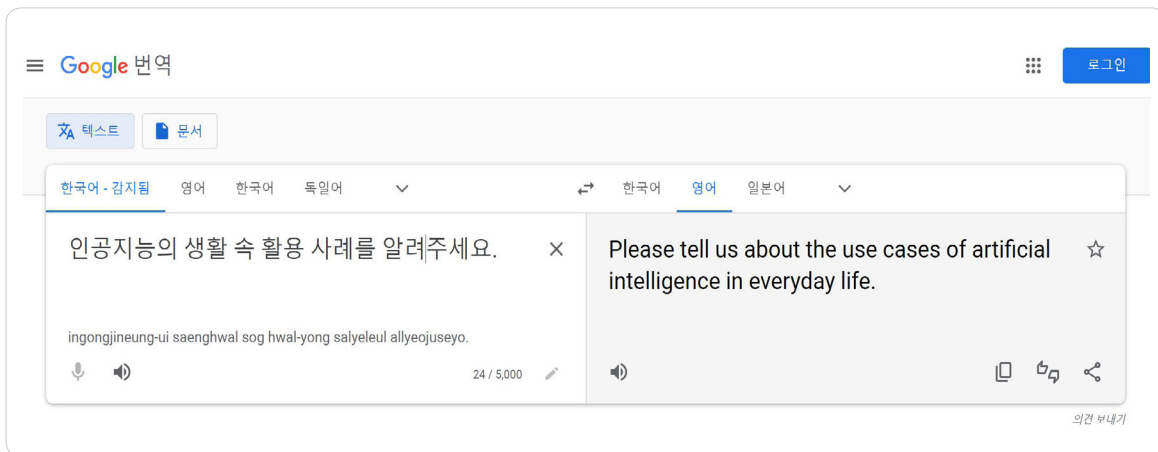 Google 번역
로그인
텍스트 문서
한국어 - 감지됨 영어 한국어 독일어 한국어 영어 일본어
인공지능의 생활 속 활용 사례를 알려주세요.
Please tell us about the use cases of artificial
intelligence in everyday life.
ingongjineung-ui saenghwal sog hwal-yong salyeleul allyeojuseyo.
24 / 5,000
의견 보내기